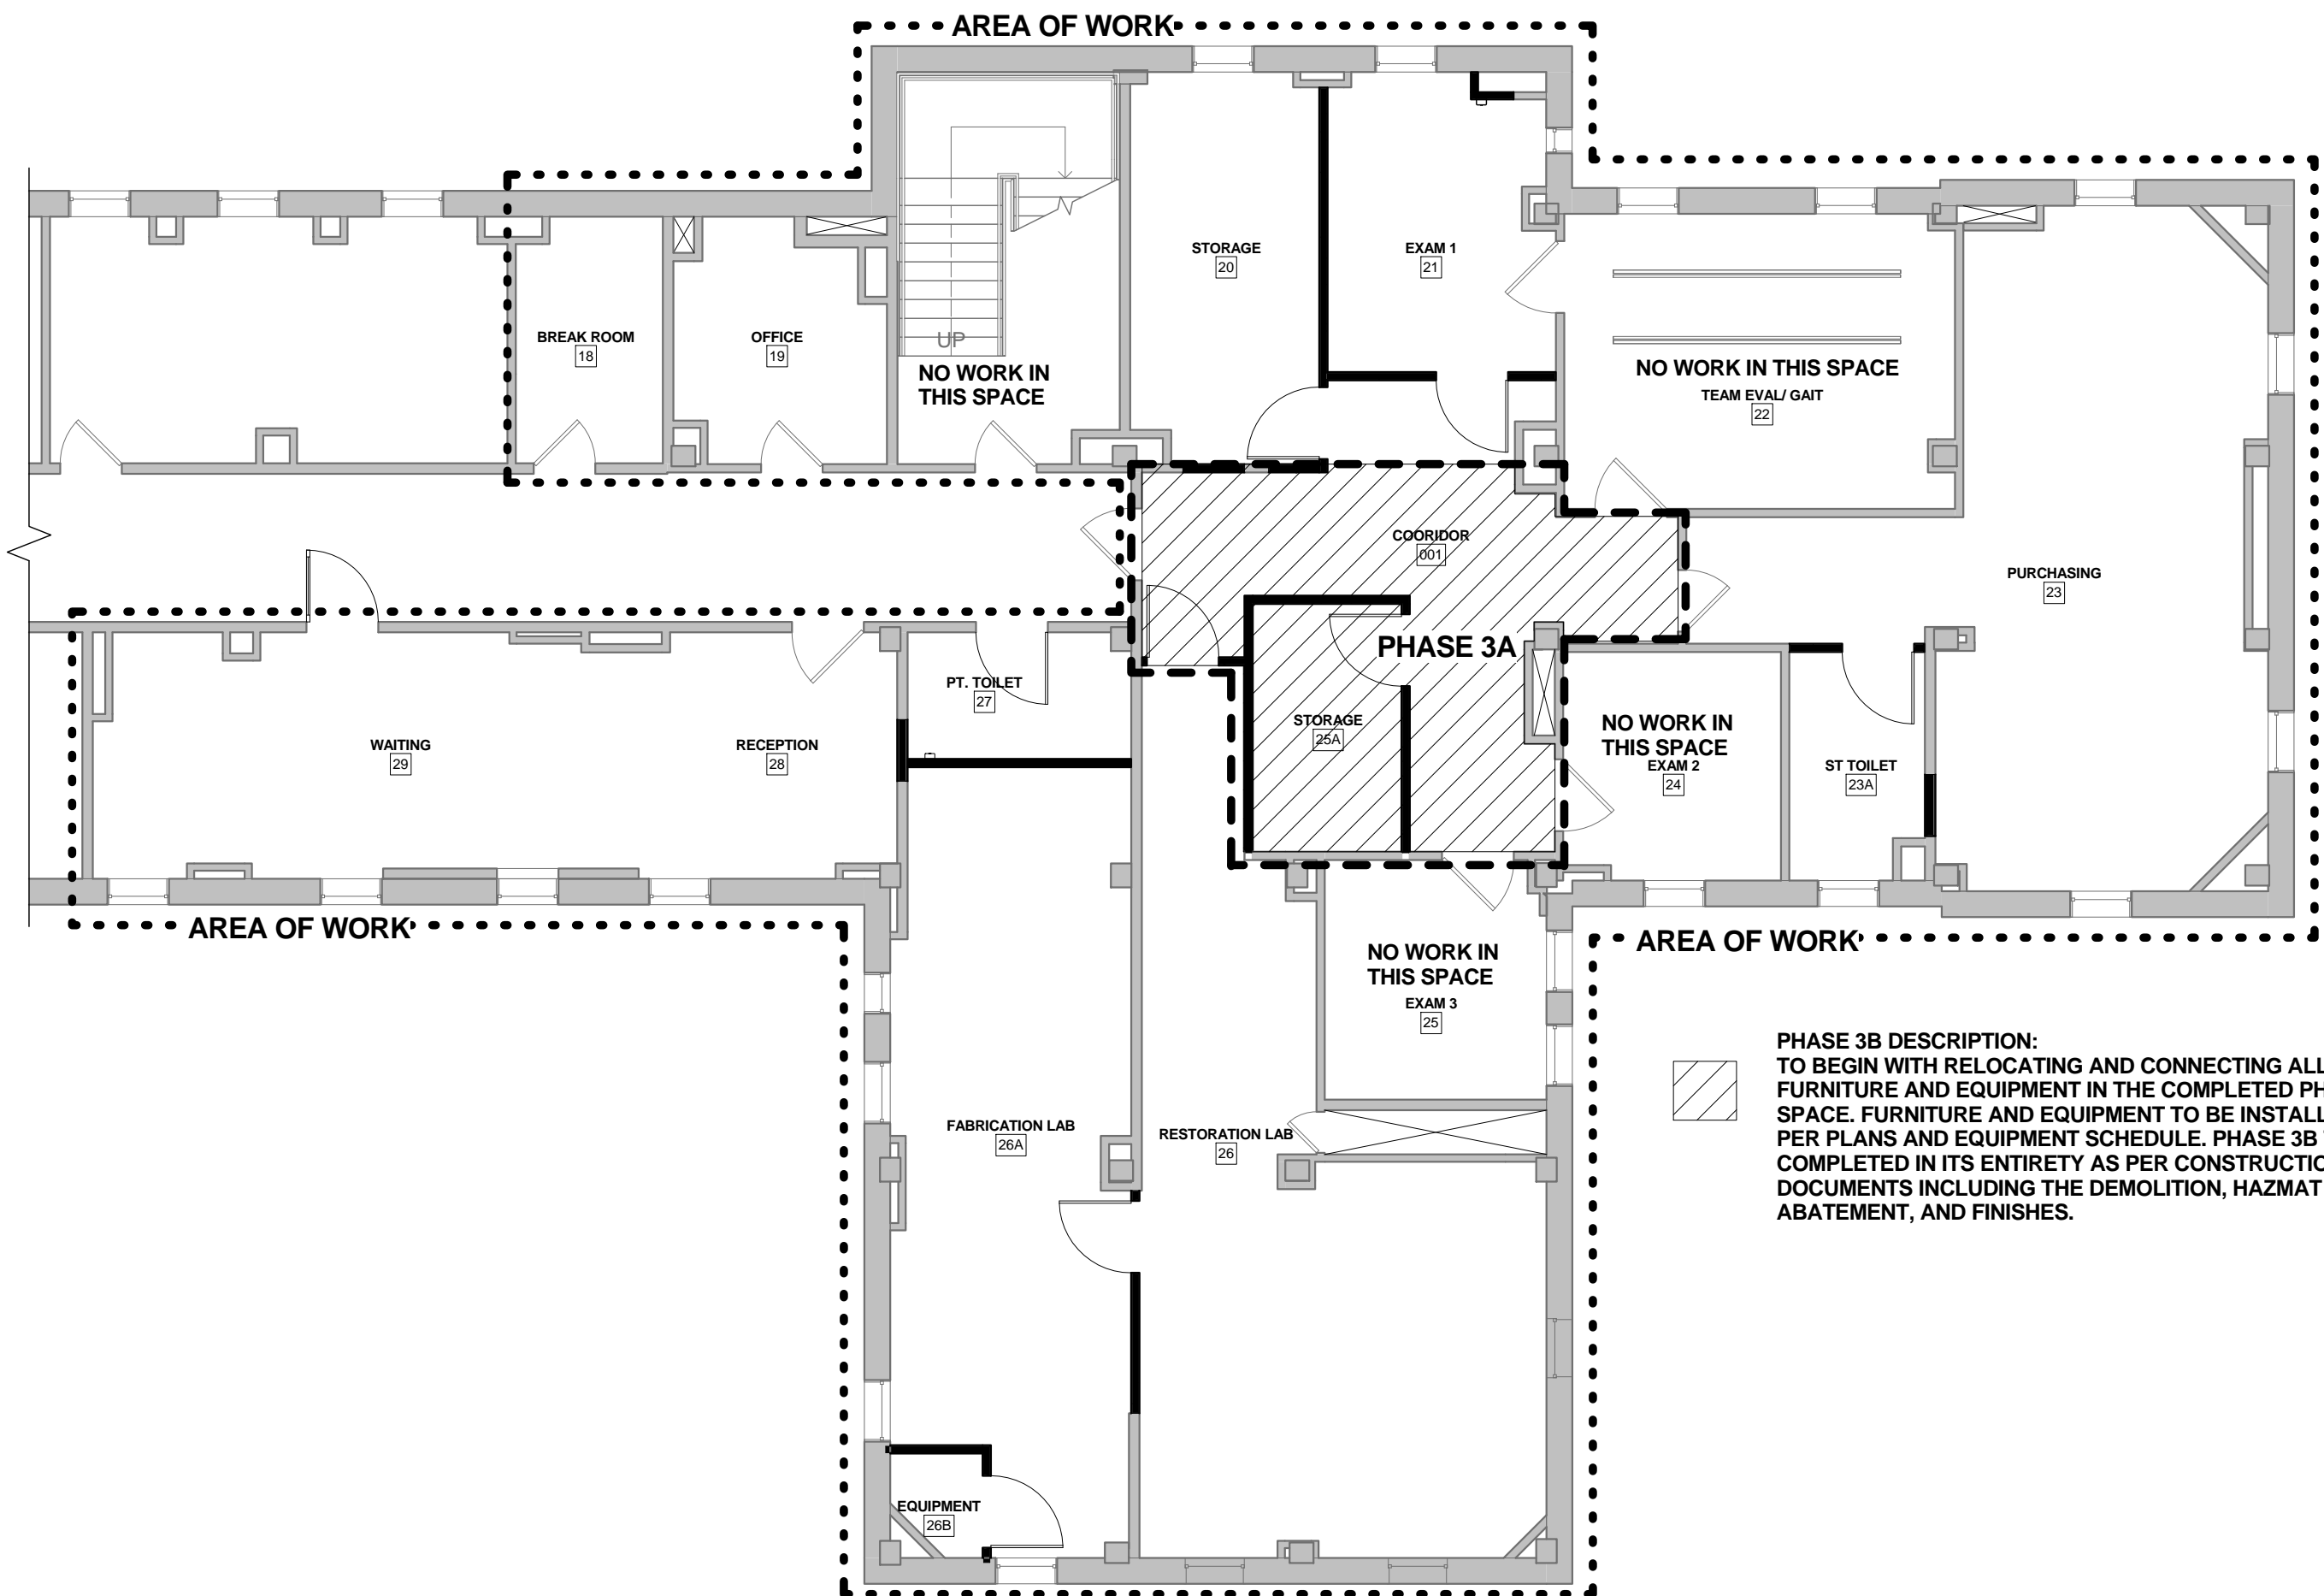 AREA OF WORK
STORAGE
20
EXAM 1
21
BREAK ROOM
18
OFFICE
19
UP
NO WORK IN
THIS SPACE
NO WORK IN THIS SPACE
TEAM EVAL/ GAIT
22
COORIDOR
001
PURCHASING
23
PHASE 3A
PT. TOILET
27
STORAGE
25A
WAITING
29
RECEPTION
28
NO WORK IN
THIS SPACE
EXAM 2
24
ST TOILET
23A
AREA OF WORK
AREA OF WORK
NO WORK IN
THIS SPACE
EXAM 3
25
FABRICATION LAB
26A
RESTORATION LAB
26
EQUIPMENT
26B
PHASE 3B DESCRIPTION:
TO BEGIN WITH RELOCATING AND CONNECTING ALL
FURNITURE AND EQUIPMENT IN THE COMPLETED
SPACE. FURNITURE AND EQUIPMENT TO BE
PER PLANS AND EQUIPMENT SCHEDULE. PHASE 3B
COMPLETED IN ITS ENTIRETY AS PER
DOCUMENTS INCLUDING THE DEMOLITION, HAZMAT
ABATEMENT, AND FINISHES.